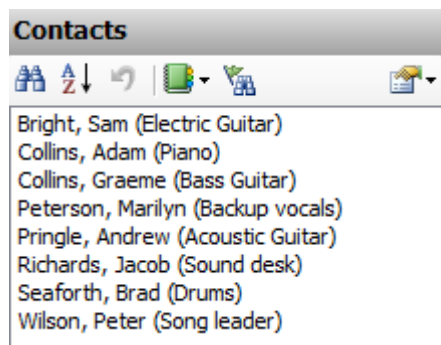 Contacts
A
Z
Bright, Sam (Electric Guitar)
Collins, Adam (Piano)
Collins, Graeme (Bass Guitar)
Peterson, Marilyn (Backup vocals)
Pringle, Andrew (Acoustic Guitar)
Richards, Jacob (Sound desk)
Seaforth, Brad (Drums)
Wilson, Peter (Song leader)